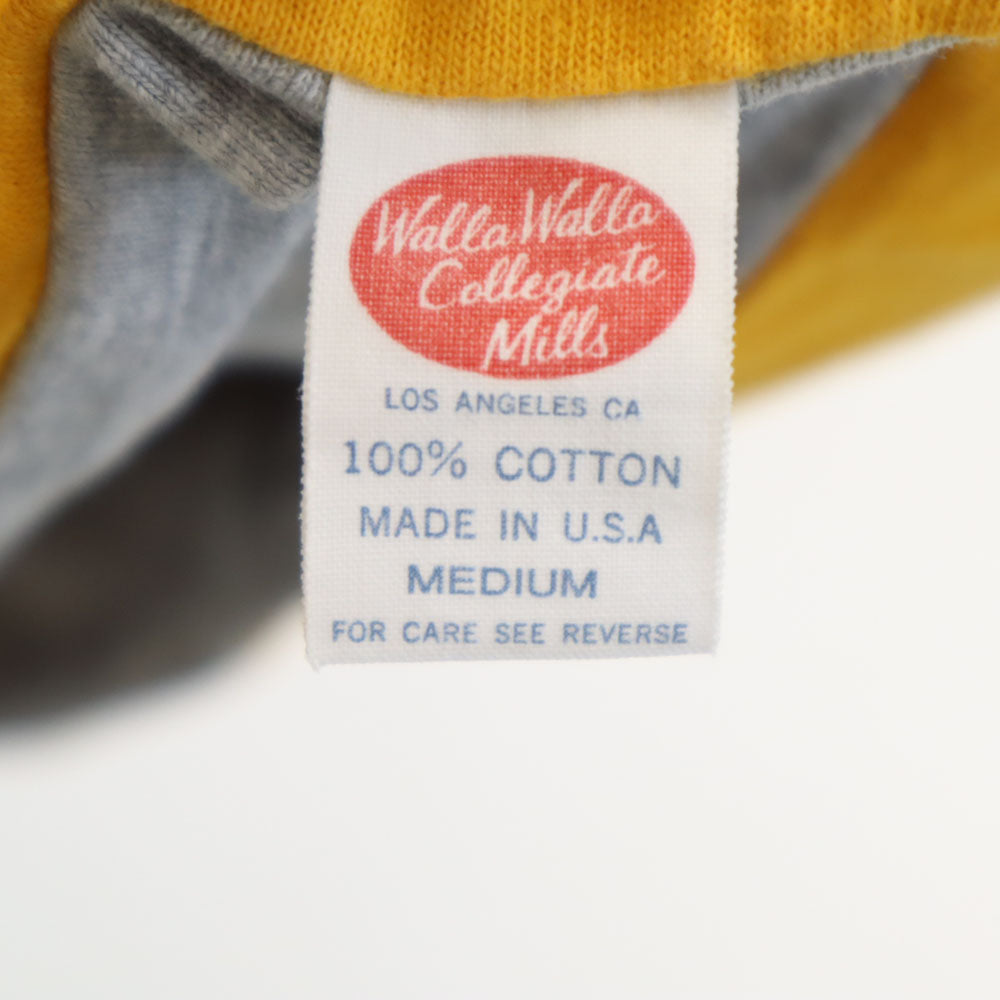 Walla Walla
Collegiate
Mills
LOS ANGELES CA
100% COTTON
MADE IN U.S.A
MEDIUM
FOR CARE SEE REVERSE